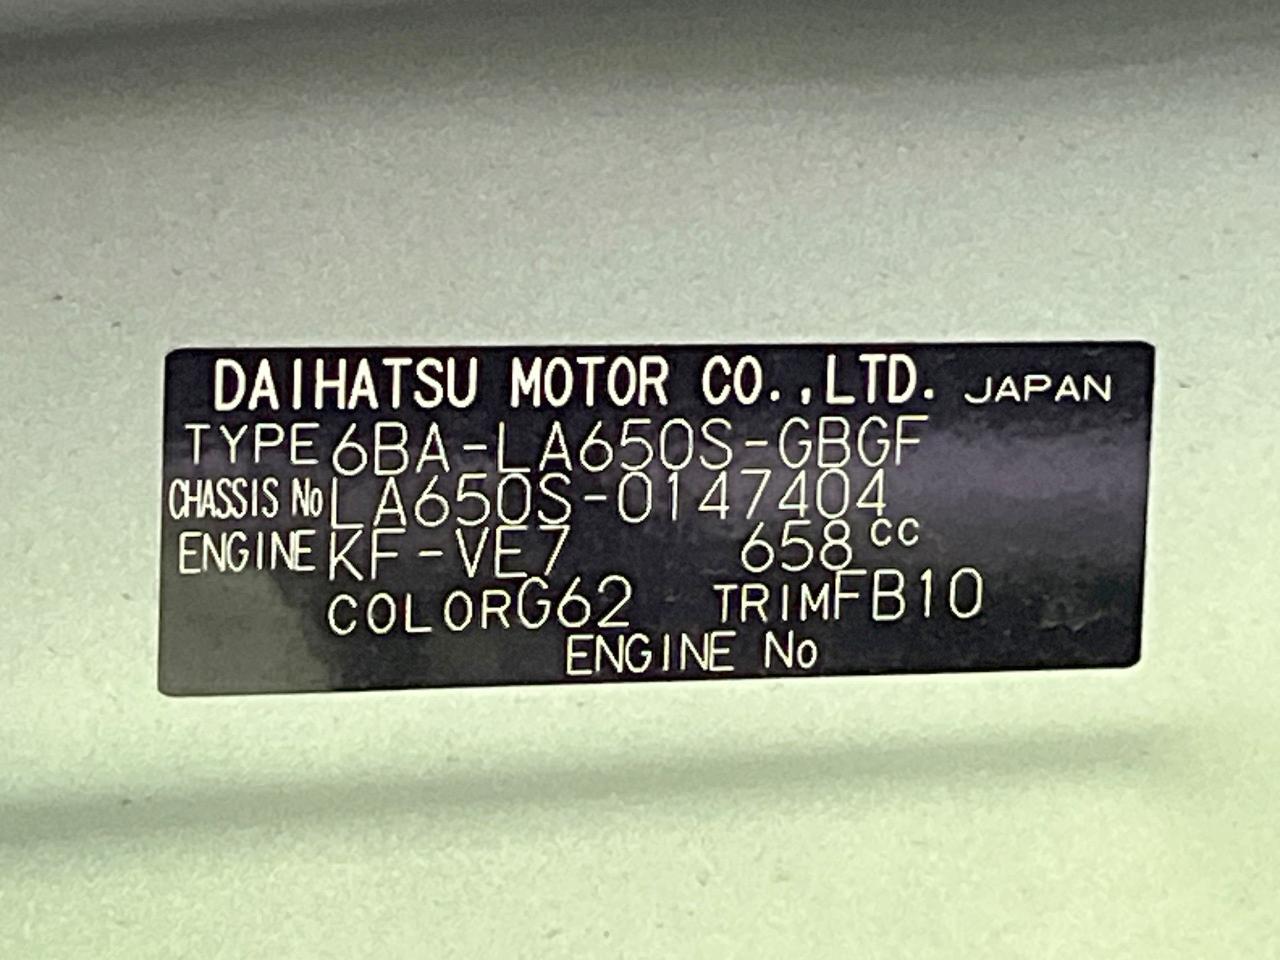 DAIHATSU MOTOR CO.,LTD. JAPAN
TYPE 6BA-LA650S-GBGF
CHASSIS No LA650S-0147404
ENGINE KF-VE7 658cc
COLOR G62 TRIM FB10
ENGINE No